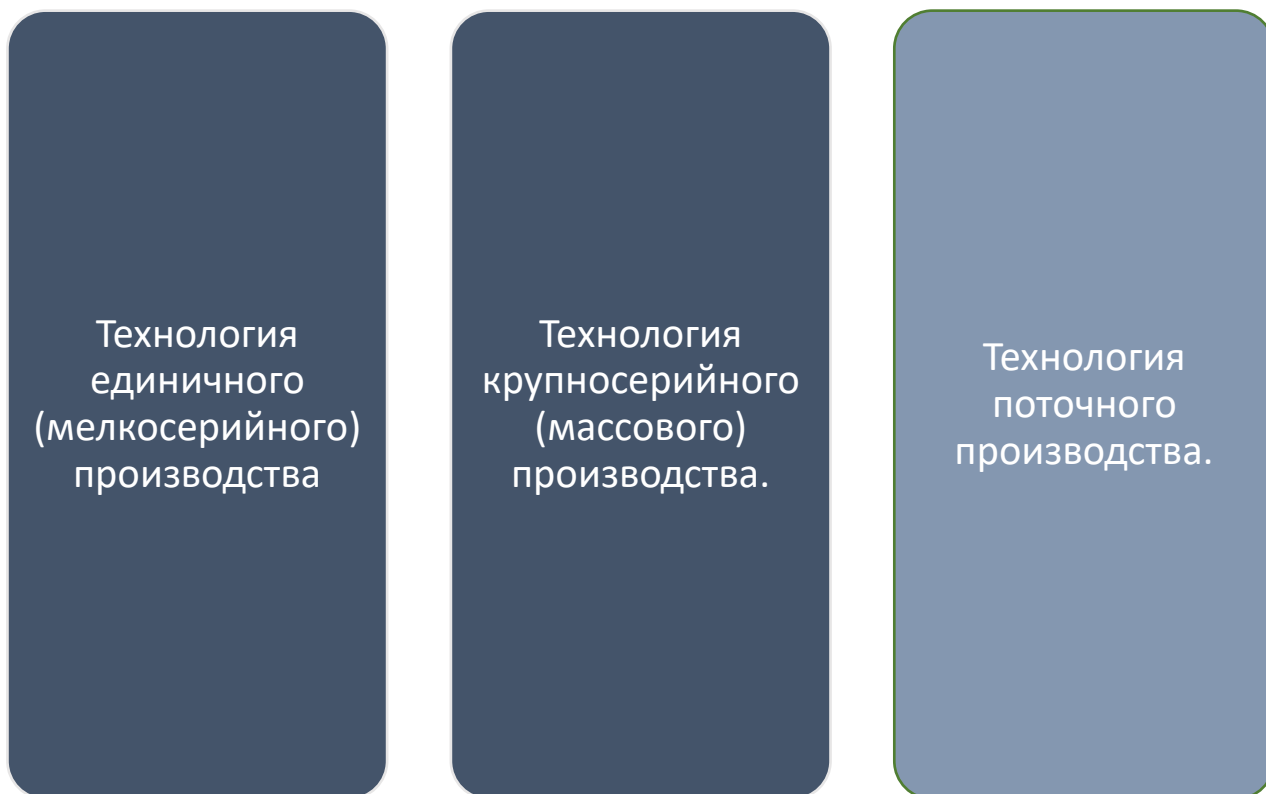 Технология
единичного
(мелкосерийного)
производства
Технология
крупносерийного
(массового)
производства.
Технология
поточного
производства.